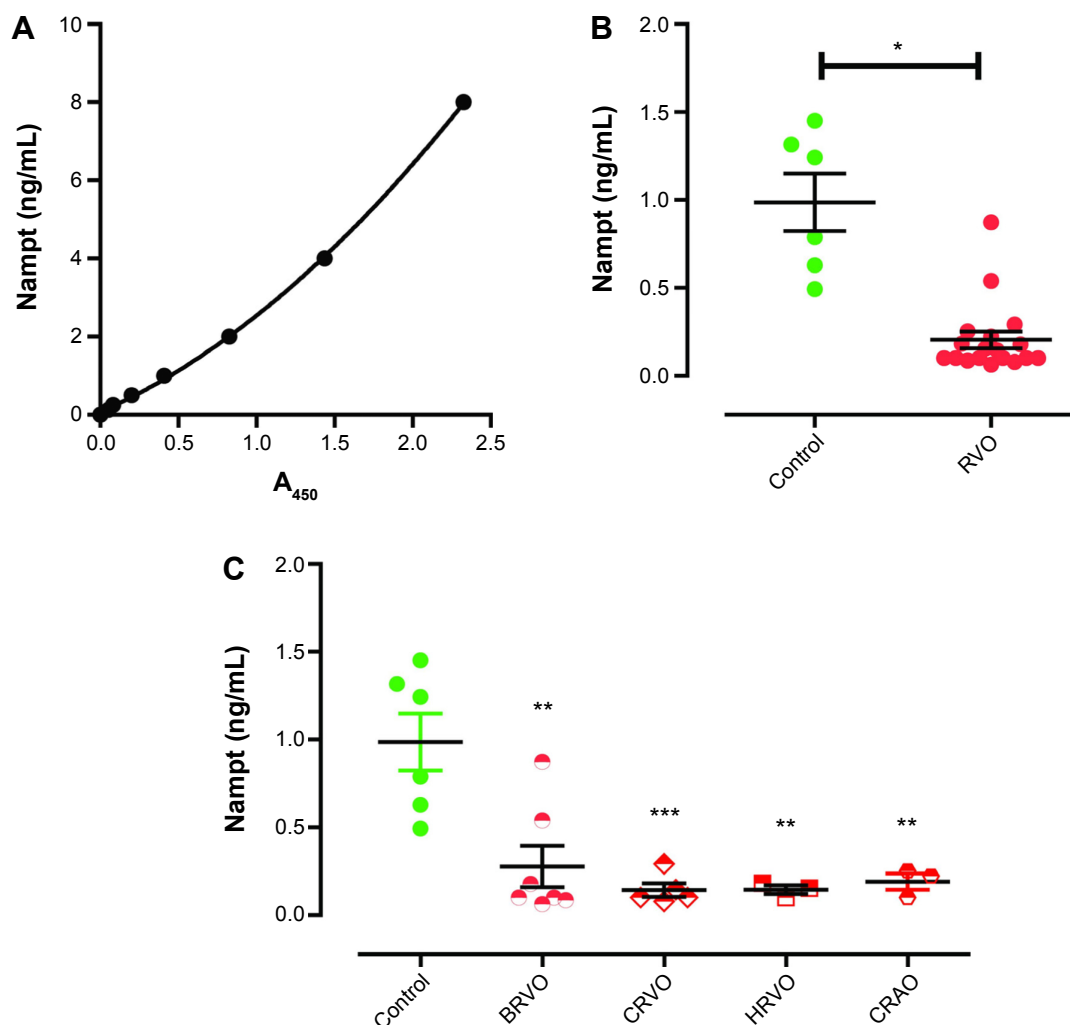 A
Nampt (ng/mL)
10
8
6
4
2
0
0.0 0.5 1.0 1.5 2.0 2.5
A450
B
Nampt (ng/mL)
2.0
1.5
1.0
0.5
0.0
*
Control RVO
C
Nampt (ng/mL)
2.0
1.5
1.0
0.5
0.0
** *** ** **
Control BRVO CRVO HRVO CRAO